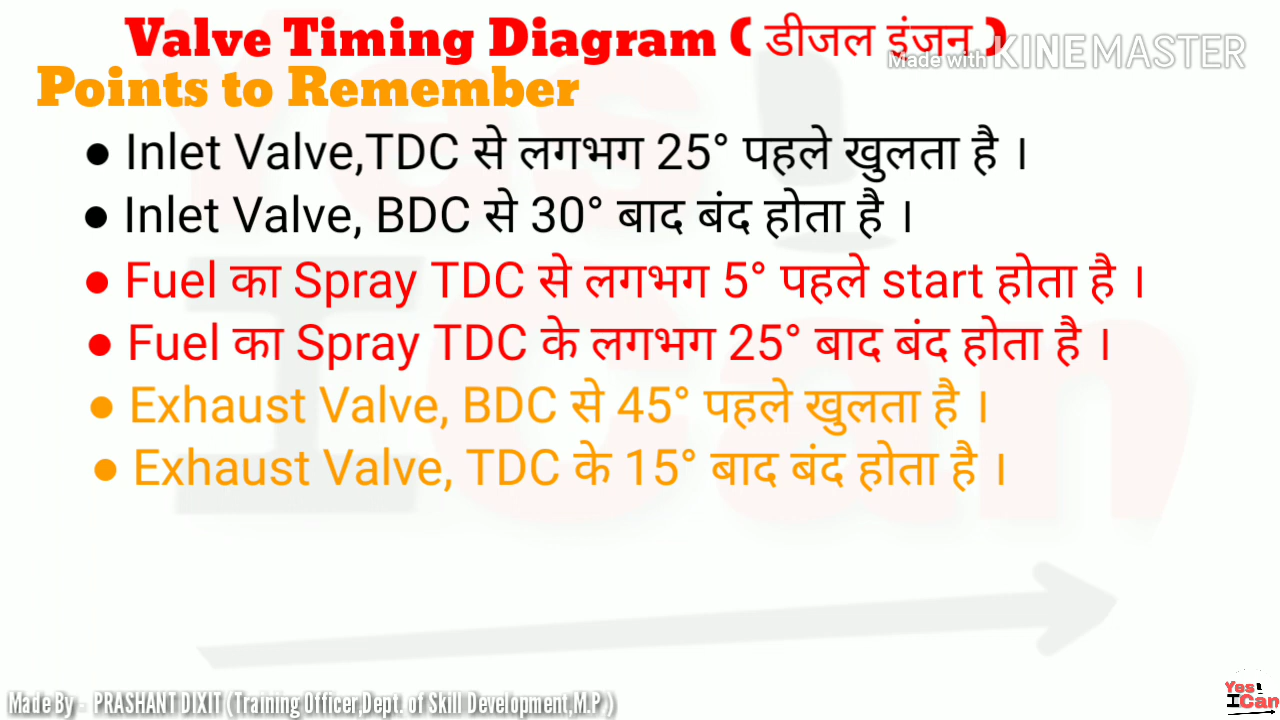 Valve Timing Diagram ( डीजल इंजन )
Made with KINEMASTER
Points to Remember
● Inlet Valve,TDC से लगभग 25° पहले खुलता है ।
● Inlet Valve, BDC से 30° बाद बंद होता है ।
● Fuel का Spray TDC से लगभग 5° पहले start होता है ।
● Fuel का Spray TDC के लगभग 25° बाद बंद होता है ।
● Exhaust Valve, BDC से 45° पहले खुलता है ।
● Exhaust Valve, TDC के 15° बाद बंद होता है ।
Yes!
I Can
Made By - PRASHANT DIXIT (Training Officer,Dept. of Skill Development,M.P )
Yes!
I Can